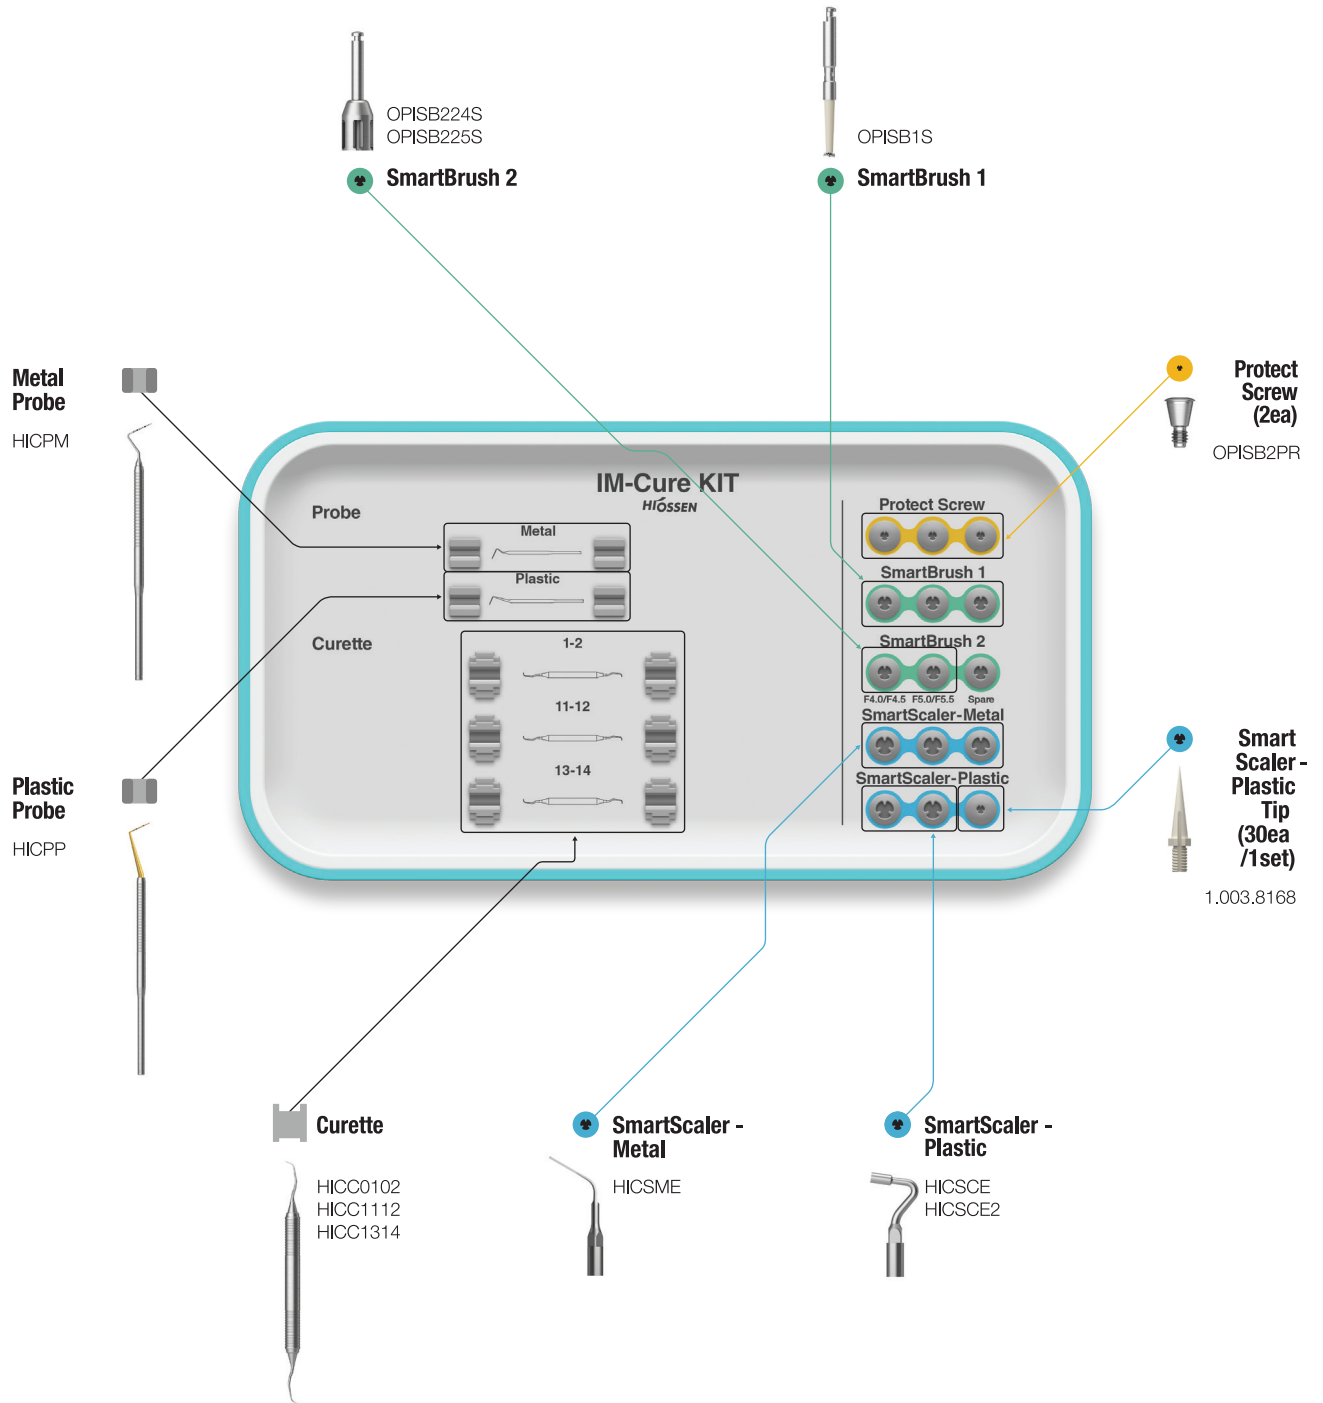 OPISB224S
OPISB225S
SmartBrush 2
OPISB1S
SmartBrush 1
Metal
Probe
HICPM
Protect
Screw
(2ea)
OPISB2PR
IM-Cure KIT
HIOSSEN
Probe
Metal
Plastic
Curette
1-2
11-12
13-14
Protect Screw
SmartBrush 1
SmartBrush 2
F4.0/F4.5 F5.0/F5.5 Spare
SmartScaler-Metal
SmartScaler-Plastic
Plastic
Probe
HICPP
Smart
Scaler -
Plastic
Tip
(30ea
/1set)
1.003.8168
Curette
HICC0102
HICC1112
HICC1314
SmartScaler -
Metal
HICSME
SmartScaler -
Plastic
HICSCE
HICSCE2